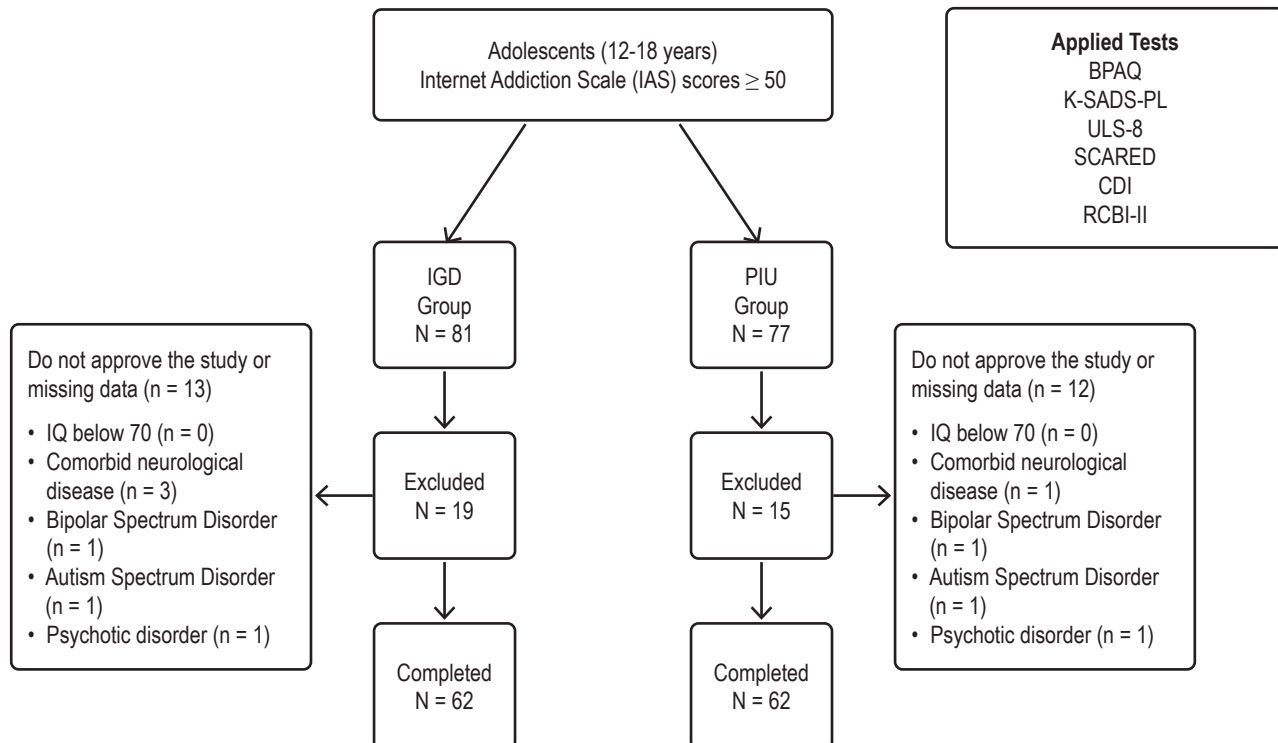 Adolescents (12-18 years)
Internet Addiction Scale (IAS) scores ≥ 50
Applied Tests
BPAQ
K-SADS-PL
ULS-8
SCARED
CDI
RCBI-II
IGD
Group
N = 81
PIU
Group
N = 77
Do not approve the study or
missing data (n = 13)
• IQ below 70 (n = 0)
• Comorbid neurological
disease (n = 3)
• Bipolar Spectrum Disorder
(n = 1)
• Autism Spectrum Disorder
(n = 1)
• Psychotic disorder (n = 1)
Excluded
N = 19
Excluded
N = 15
Do not approve the study or
missing data (n = 12)
• IQ below 70 (n = 0)
• Comorbid neurological
disease (n = 1)
• Bipolar Spectrum Disorder
(n = 1)
• Autism Spectrum Disorder
(n = 1)
• Psychotic disorder (n = 1)
Completed
N = 62
Completed
N = 62